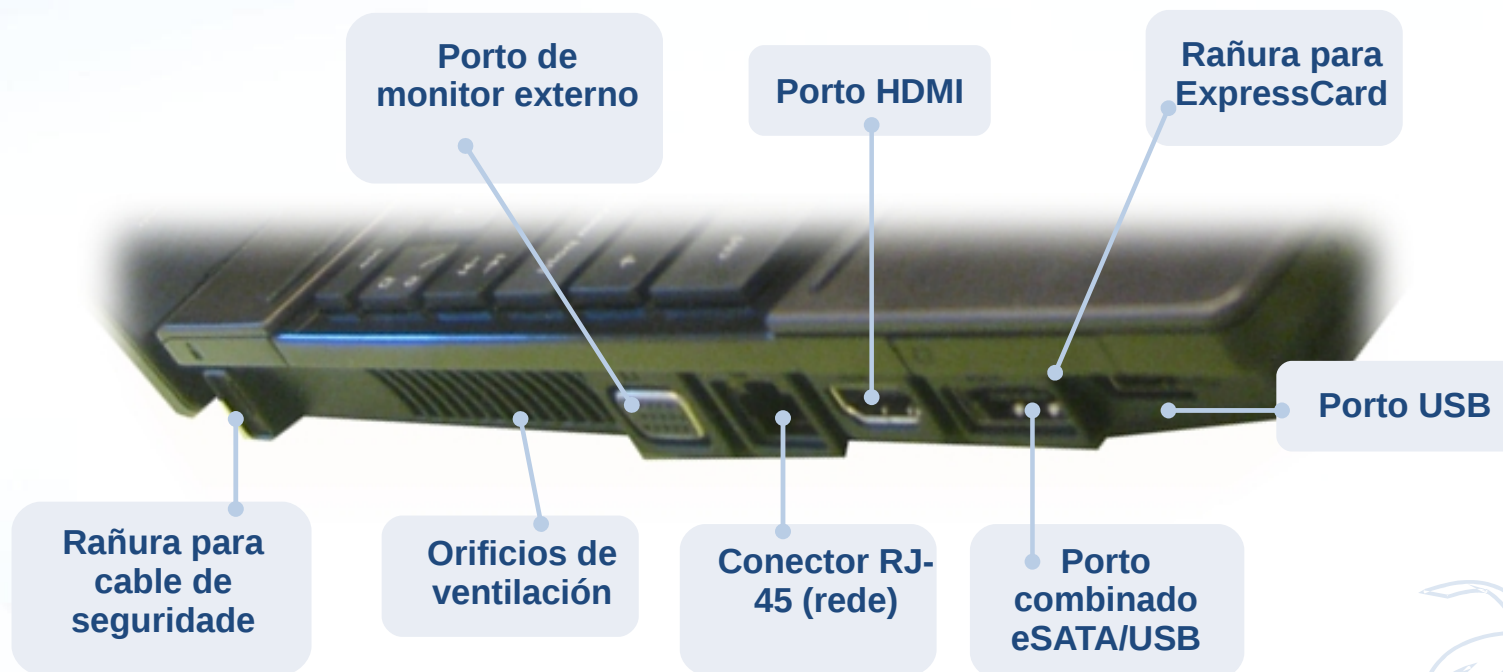 Porto de
monitor externo
Porto HDMI
Rañura para
ExpressCard
Porto USB
Rañura para
cable de
seguridade
Orificios de
ventilación
Conector RJ-
45 (rede)
Porto
combinado
eSATA/USB